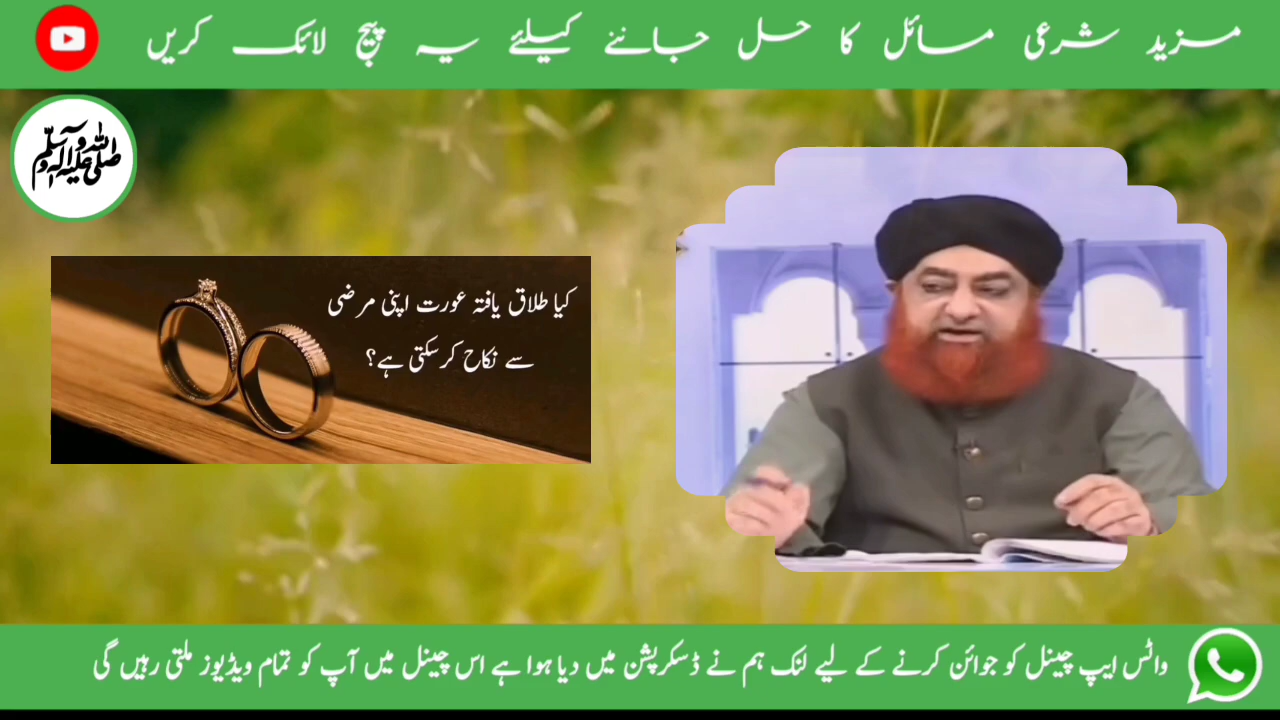 مزید شرعی مسائل کا حل جاننے کیلئے یہ پیج لائک کریں
صلی اللہ علیہ وآلہ وسلم
کیا طلاق یافتہ عورت اپنی مرضی
سے نکاح کرسکتی ہے؟
واٹس ایپ چینل کو جوائن کرنے کے لیے لنک ہم نے ڈسکرپشن میں دیا ہوا ہے اس چینل میں آپ کو تمام ویڈیوز ملتی رہیں گی